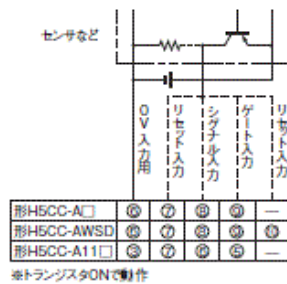 センサなど
0V入力用
リセット入力
シグナル入力
ゲート入力
リセット入力
形H5CC-A□ ⑥ ⑦ ⑧ ⑨ —
形H5CC-AWSD ⑥ ⑦ ⑧ ⑨ ⑩
形H5CC-A11□ ③ ⑦ ⑥ ⑤ —
※トランジスタONで動作